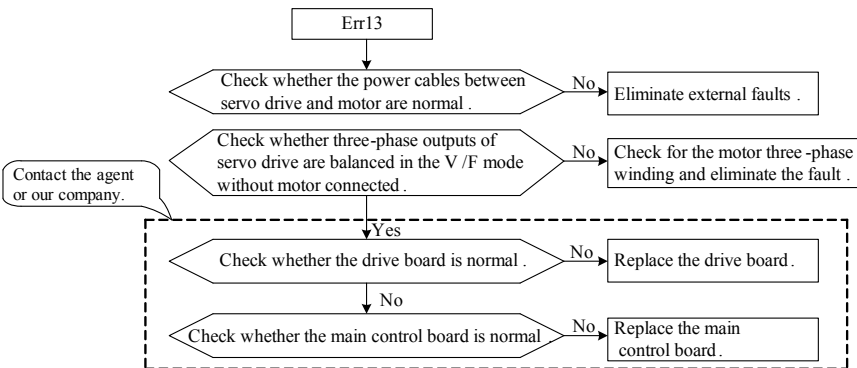 Err13
Check whether the power cables between
servo drive and motor are normal .
No
Eliminate external faults .
Check whether three-phase outputs of
servo drive are balanced in the V /F mode
without motor connected .
No
Check for the motor three -phase
winding and eliminate the fault .
Contact the agent
or our company.
Yes
Check whether the drive board is normal .
No
Replace the drive board .
No
Check whether the main control board is normal .
No
Replace the main
control board .